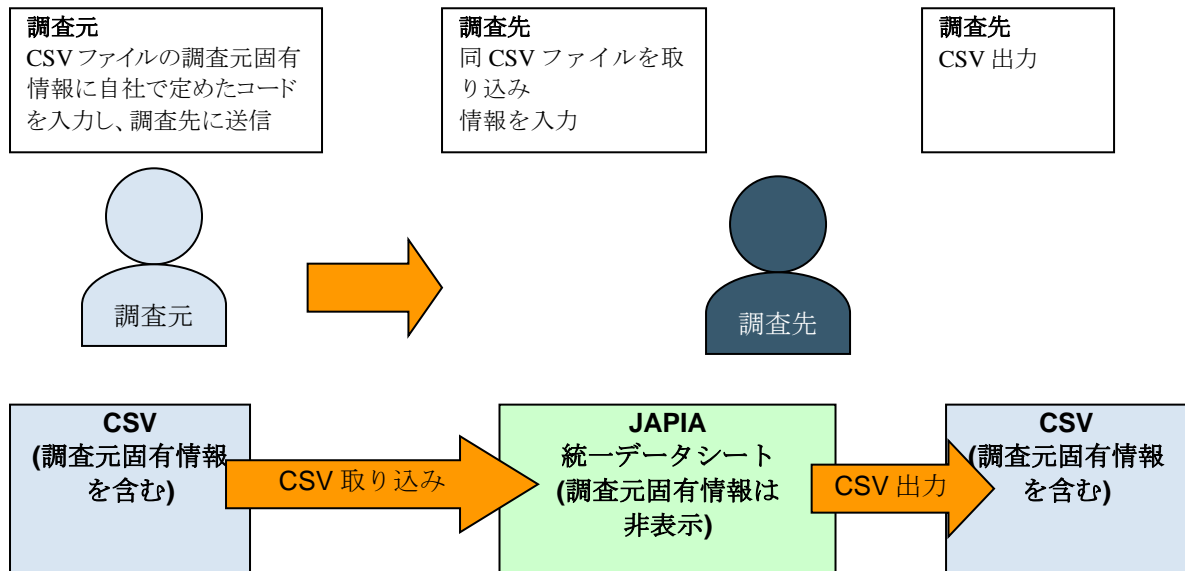 調査元
CSV ファイルの調査元固有
情報に自社で定めたコード
を入力し、調査先に送信
調査先
同 CSV ファイルを取
り込み
情報を入力
調査先
CSV 出力
調査元
調査先
CSV
(調査元固有情報
を含む)
CSV 取り込み
JAPIA
統一データシート
(調査元固有情報は
非表示)
CSV 出力
CSV
(調査元固有情報
を含む)